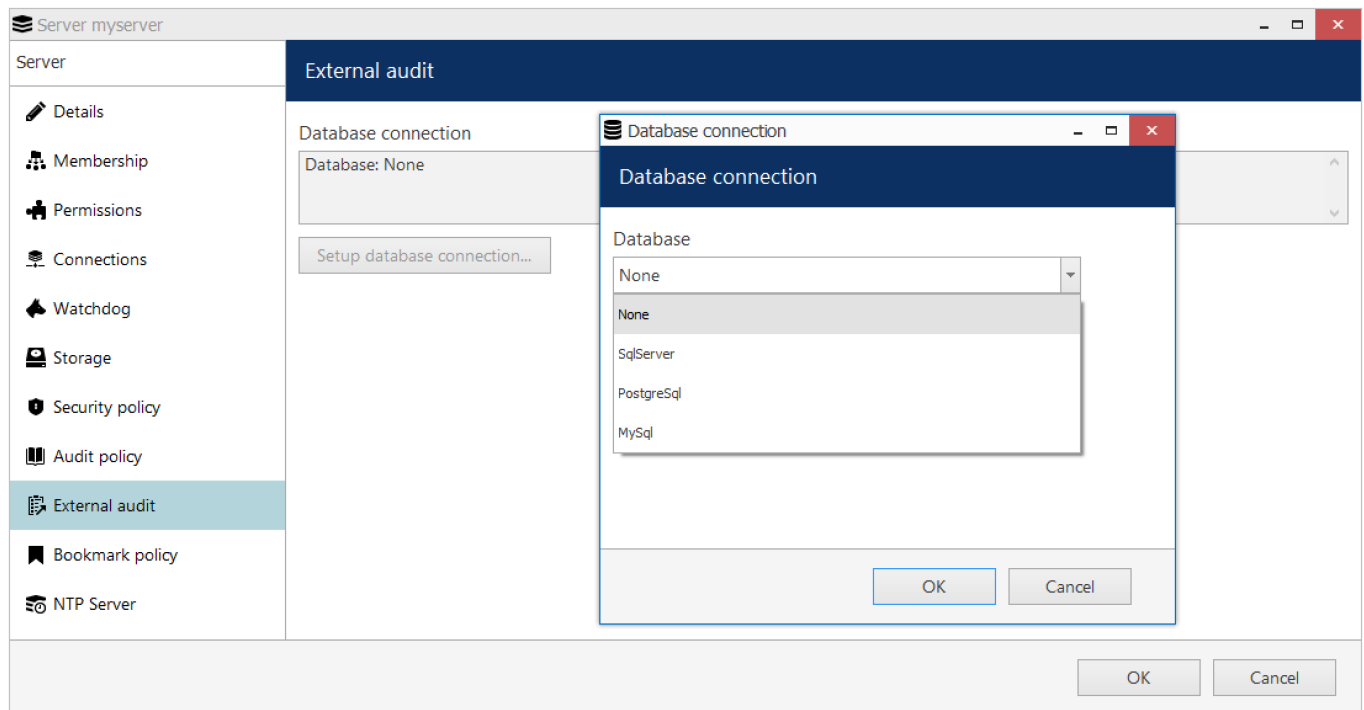 Server myserver
Server
Details
Membership
Permissions
Connections
Watchdog
Storage
Security policy
Audit policy
External audit
Bookmark policy
NTP Server
External audit
Database connection
Database: None
Setup database connection...
Database connection
Database connection
Database
None
None
SqlServer
PostgreSql
MySql
OK
Cancel
OK
Cancel